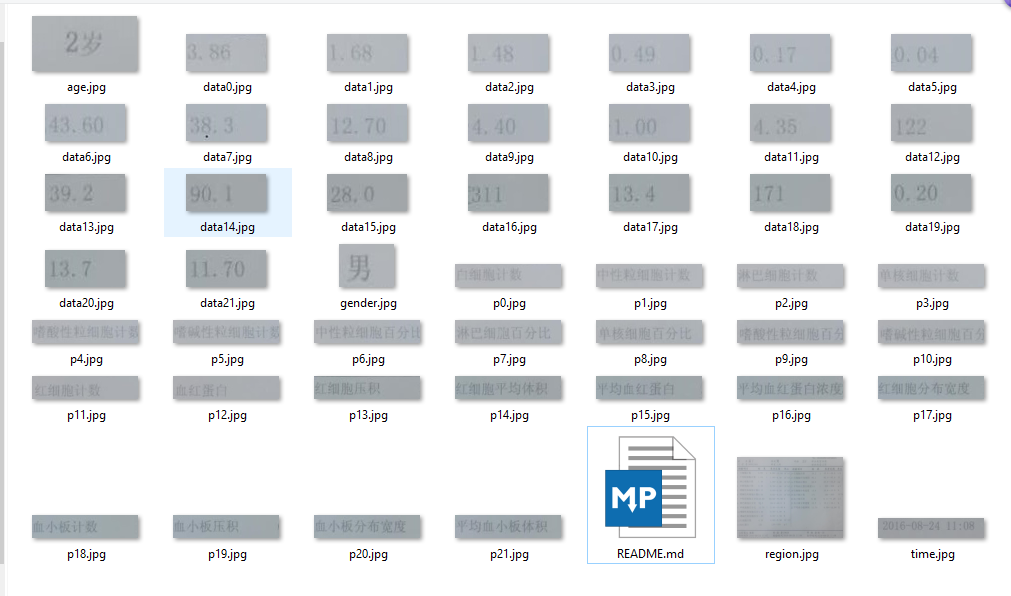 2岁 3.86 1.68 1.48 0.49 0.17 0.04
age.jpg data0.jpg data1.jpg data2.jpg data3.jpg data4.jpg data5.jpg
43.60 38.3 12.70 4.40 1.00 4.35 122
data6.jpg data7.jpg data8.jpg data9.jpg data10.jpg data11.jpg data12.jpg
39.2 90.1 28.0 311 13.4 171 0.20
data13.jpg data14.jpg data15.jpg data16.jpg data17.jpg data18.jpg data19.jpg
13.7 11.70 男 白细胞计数 中性粒细胞计数 淋巴细胞计数 单核细胞计数
data20.jpg data21.jpg gender.jpg p0.jpg p1.jpg p2.jpg p3.jpg
嗜酸性粒细胞计数 嗜碱性粒细胞计数 中性粒细胞百分比 淋巴细胞百分比 单核细胞百分比 嗜酸性粒细胞百分 嗜碱性粒细胞百分
p4.jpg p5.jpg p6.jpg p7.jpg p8.jpg p9.jpg p10.jpg
红细胞计数 血红蛋白 红细胞压积 红细胞平均体积 平均血红蛋白 平均血红蛋白浓度 红细胞分布宽度
p11.jpg p12.jpg p13.jpg p14.jpg p15.jpg p16.jpg p17.jpg
血小板计数 血小板压积 血小板分布宽度 平均血小板体积 MP 2016-08-24 11:08
p18.jpg p19.jpg p20.jpg p21.jpg README.md region.jpg time.jpg